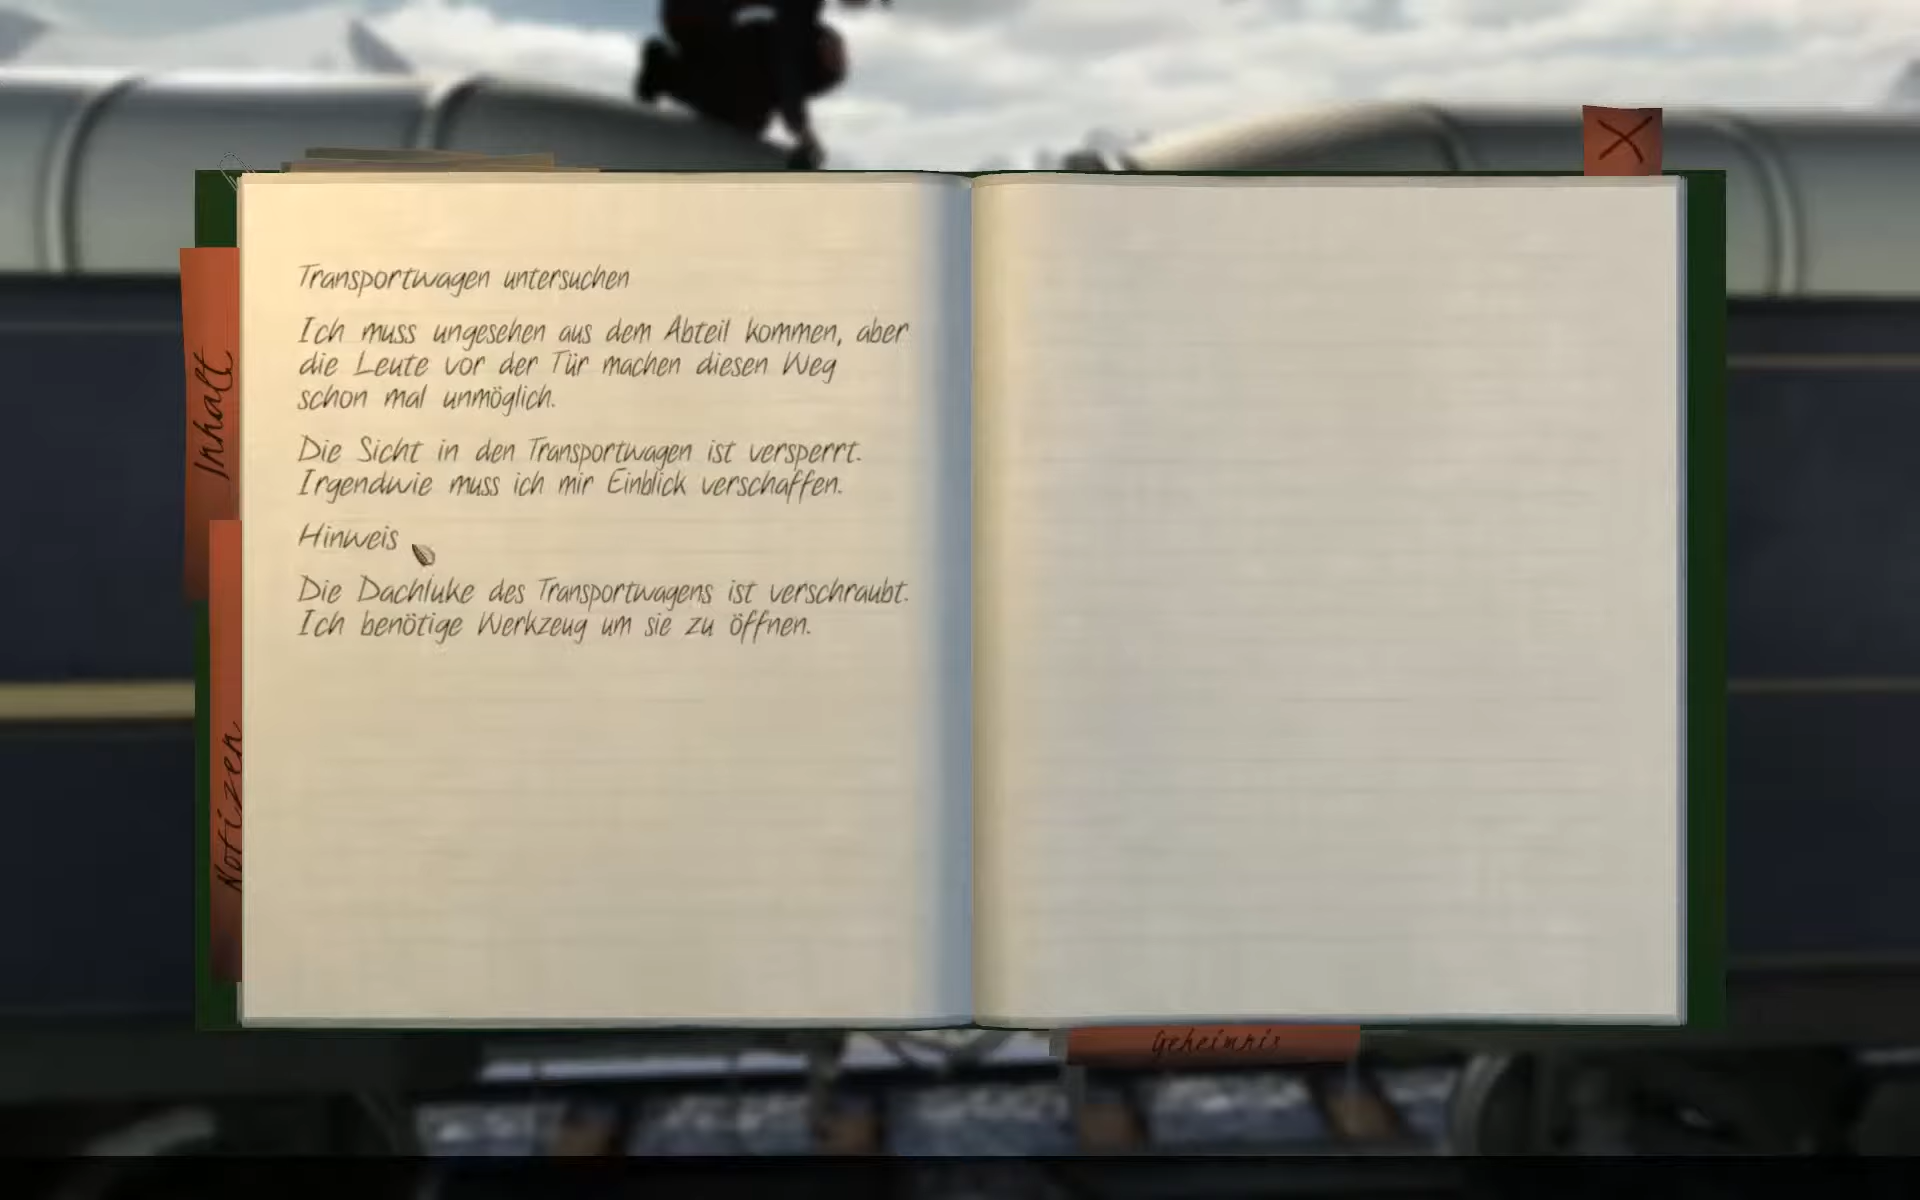 Transportwagen untersuchen
Ich muss ungesehen aus dem Abteil kommen, aber
die Leute vor der Tür machen diesen Weg
schon mal unmöglich.
Die Sicht in den Transportwagen ist versperrt.
Irgendwie muss ich mir Einblick verschaffen.
Hinweis
Die Dachluke des Transportwagens ist verschraubt.
Ich benötige Werkzeug um sie zu öffnen.
Inhalt
Notizen
Geheimnis
X